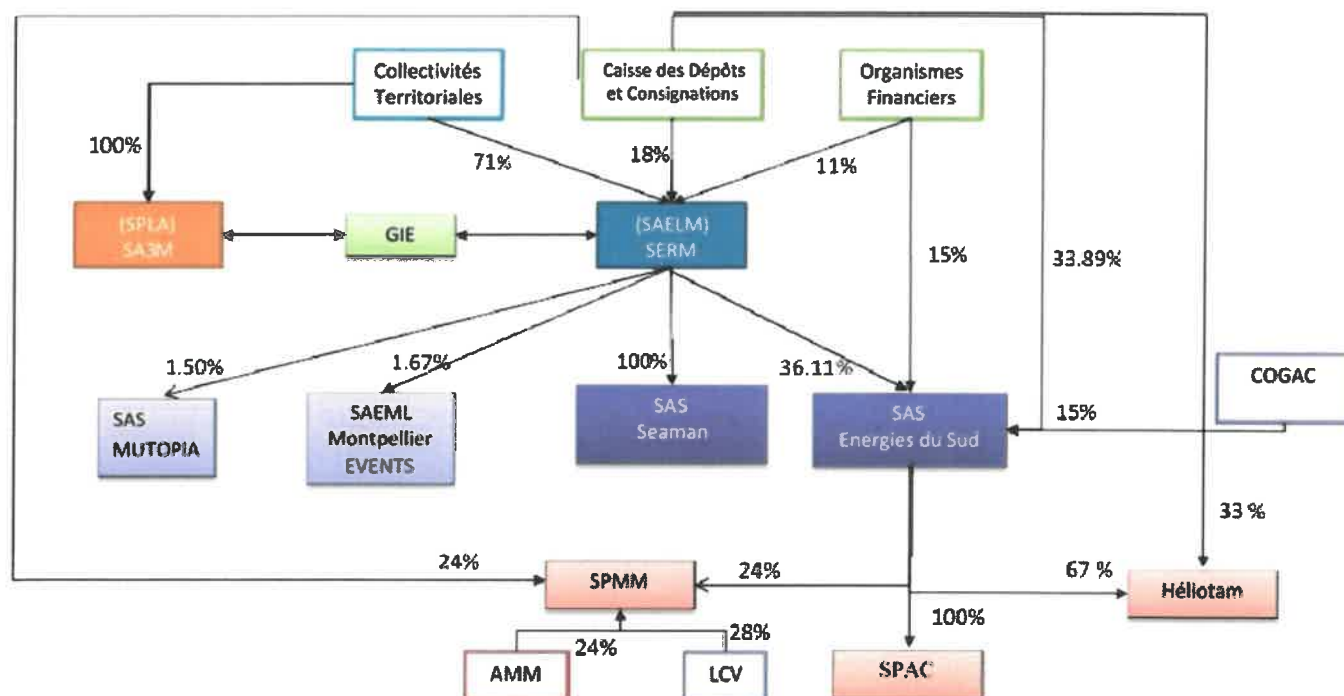 Collectivités
Territoriales
Caisse des Dépôts
et Consignations
Organismes
Financiers
100%
71%
18%
11%
(SPLA)
SA3M
GIE
(SAELM)
SERM
15%
33.89%
1.50%
1.67%
100%
36.11%
COGAC
SAS
MUTOPIA
SAEML
Montpellier
EVENTS
SAS
Seaman
SAS
Energies du Sud
15%
33 %
24%
SPMM
24%
67 %
Héliotam
100%
24%
28%
AMM
LCV
SPAC